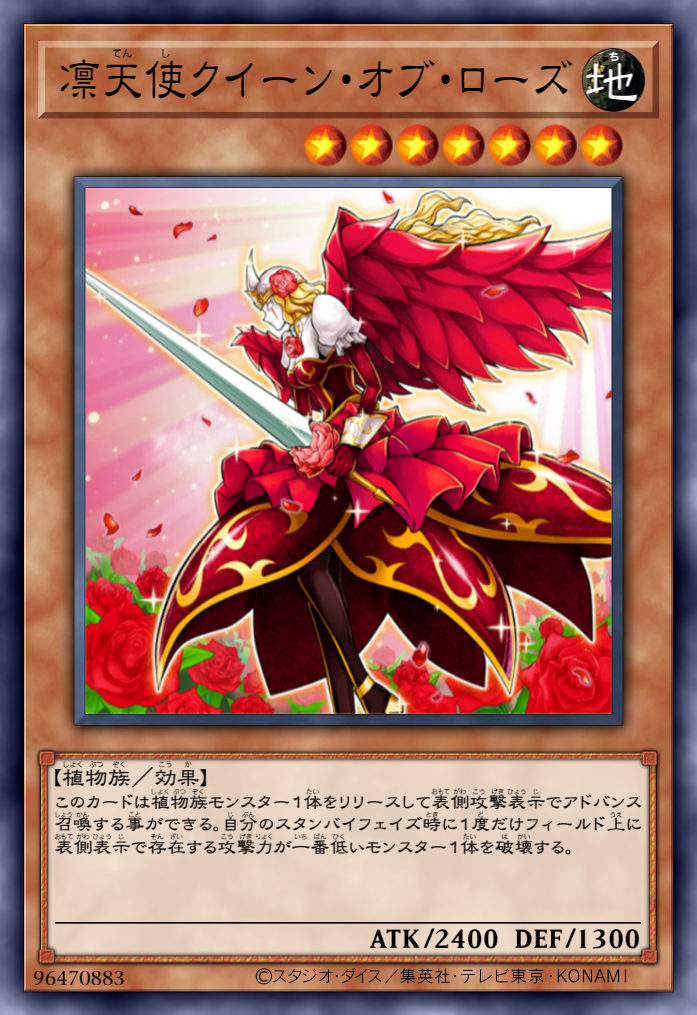 凛天使クイーン・オブ・ローズ
地
【植物族／効果】
このカードは植物族モンスター1体をリリースして表側攻撃表示でアドバンス
召喚する事ができる。自分のスタンバイフェイズ時に1度だけフィールド上に
表側表示で存在する攻撃力が一番低いモンスター1体を破壊する。
ATK/2400 DEF/1300
96470883 ©スタジオ・ダイス／集英社・テレビ東京・KONAMI